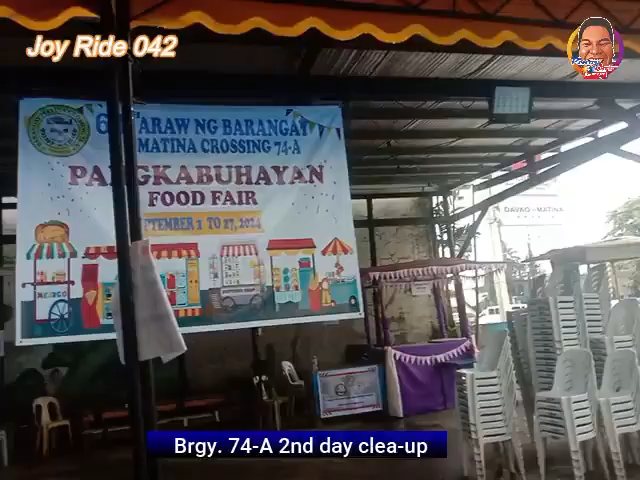 Joy Ride 042
ARAW NG BARANGAY
MATINA CROSSING 74-A
KABUHAYAN
FOOD FAIR
TO 27, 2024
DAVAO - MATINA
Brgy. 74-A 2nd day clea-up